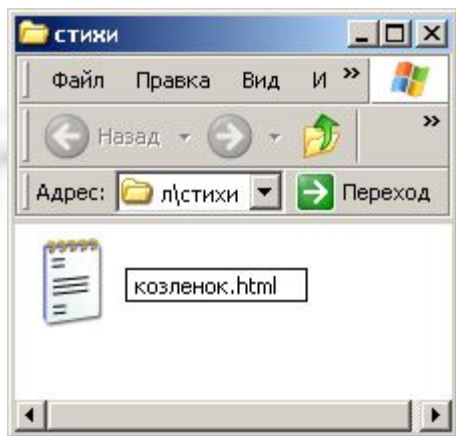 стихи
Файл Правка Вид И »
Назад »
Адрес: л\стихи Переход
козленок.html